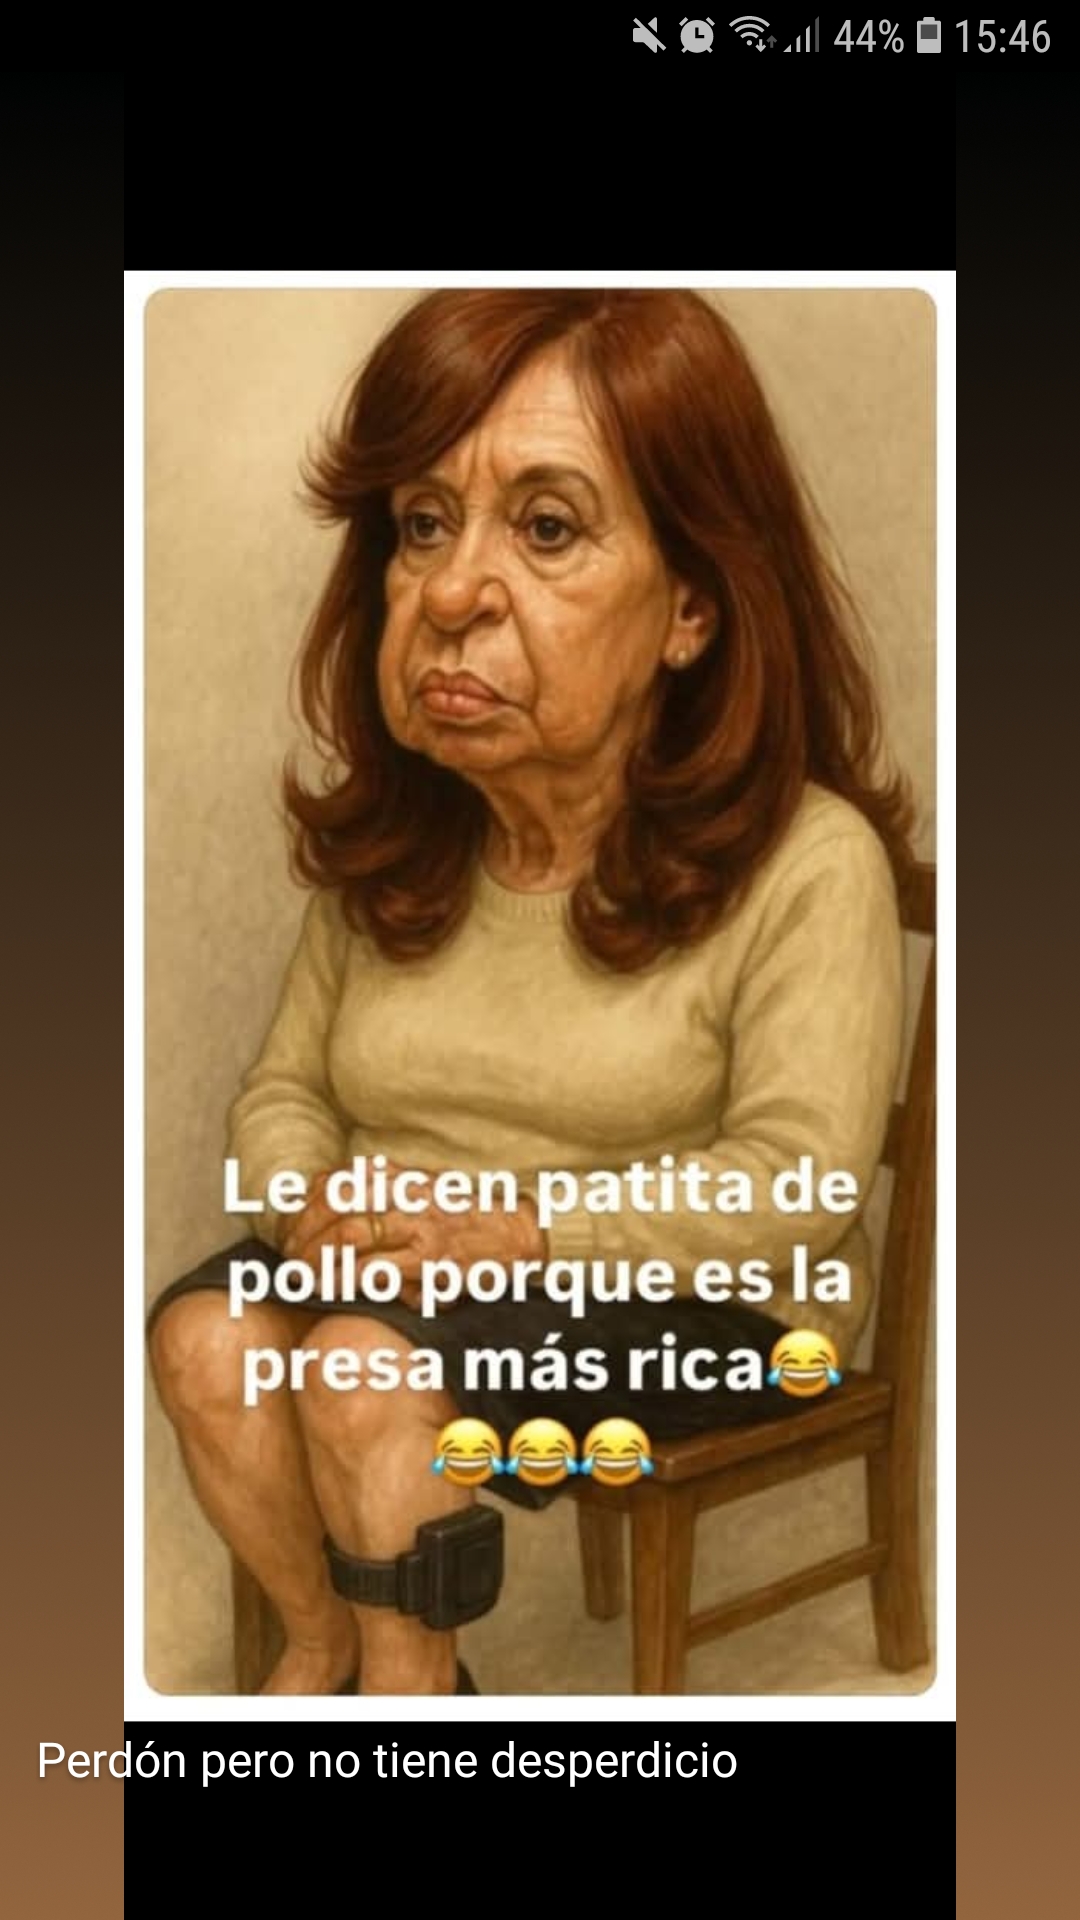 44% 15:46
Le dicen patita de
pollo porque es la
presa más rica😂
😂😂😂
Perdón pero no tiene desperdicio